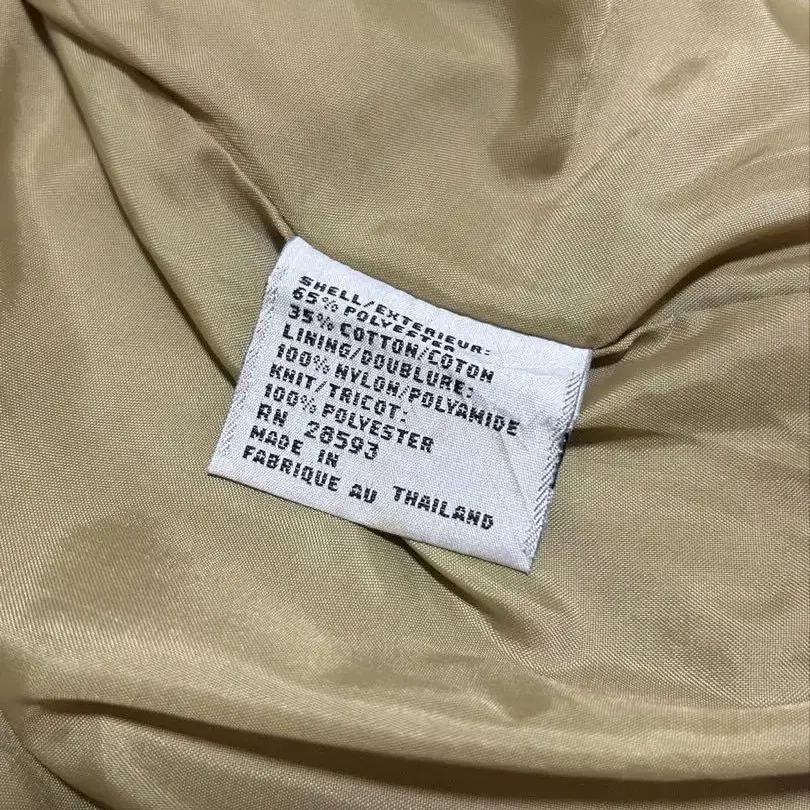 SHELL/EXTERIEUR:
65% POLYESTER
35% COTTON/COTON
LINING/DOUBLURE:
100% NYLON/POLYAMIDE
KNIT/TRICOT:
100% POLYESTER
RN 28593
MADE IN
FABRIQUE AU THAILAND